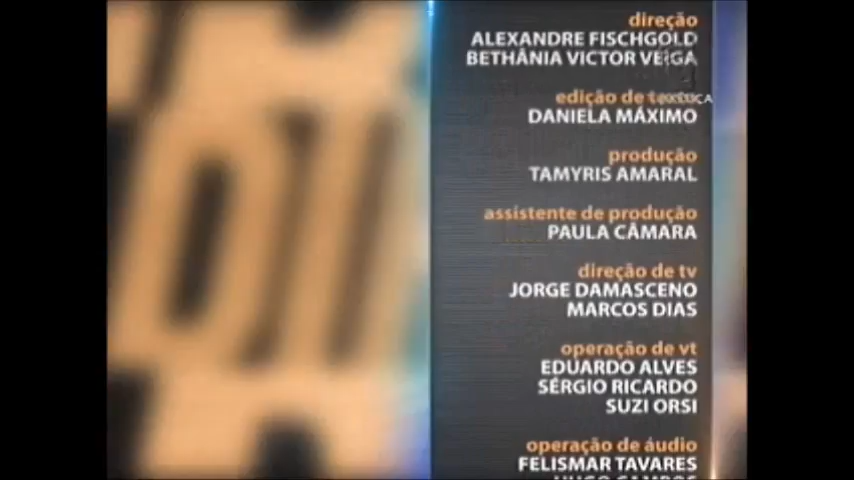 direção
ALEXANDRE FISCHGOLD
BETHÂNIA VICTOR VEIGA
edição de
DANIELA MÁXIMO
produção
TAMYRIS AMARAL
assistente de produção
PAULA CÂMARA
direção de tv
JORGE DAMASCENO
MARCOS DIAS
operação de vt
EDUARDO ALVES
SÉRGIO RICARDO
SUZI ORSI
operação de áudio
FELISMAR TAVARES